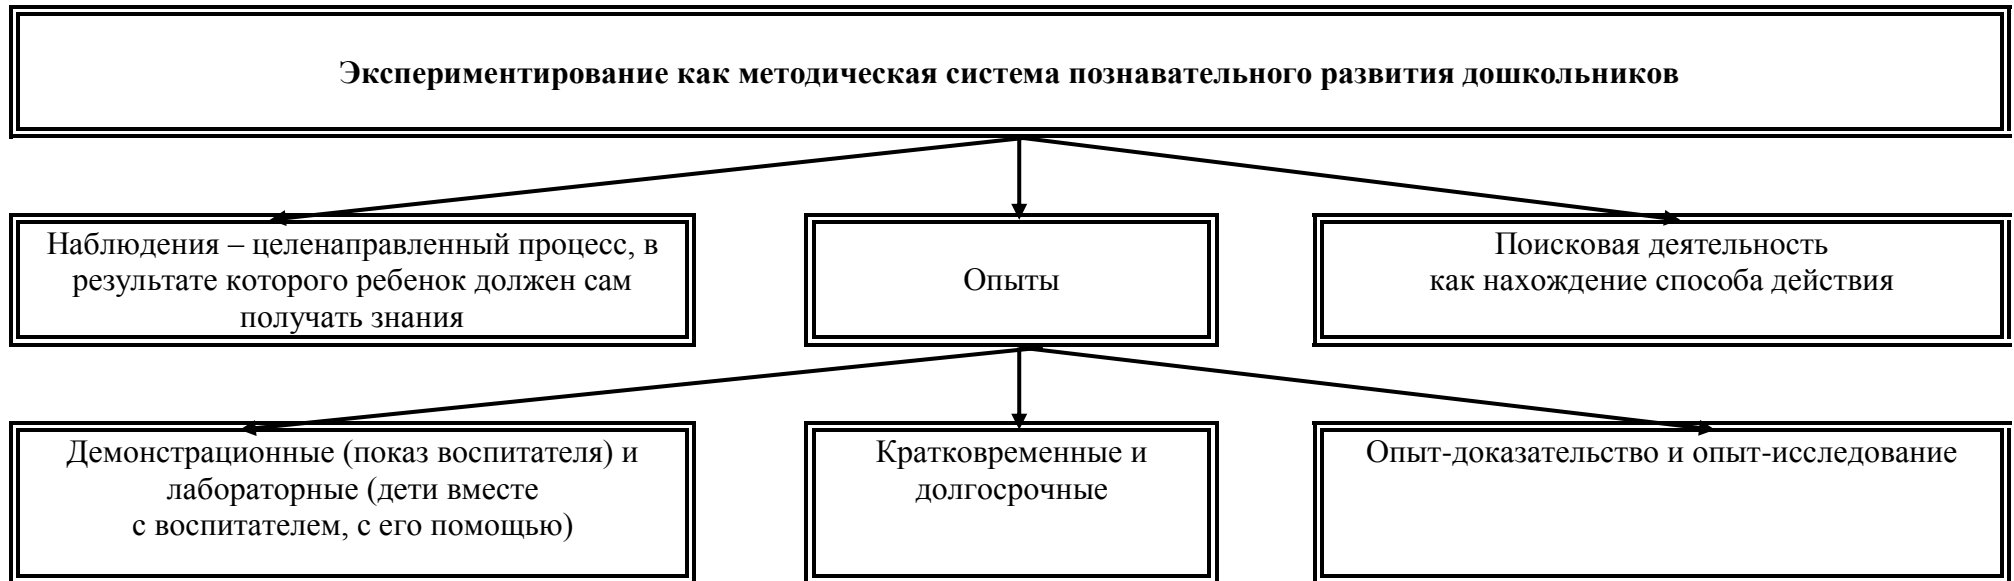 Экспериментирование как методическая система познавательного развития дошкольников
Наблюдения – целенаправленный процесс, в
результате которого ребенок должен сам
получать знания
Опыты
Поисковая деятельность
как нахождение способа действия
Демонстрационные (показ воспитателя) и
лабораторные (дети вместе
с воспитателем, с его помощью)
Кратковременные и
долгосрочные
Опыт-доказательство и опыт-исследование